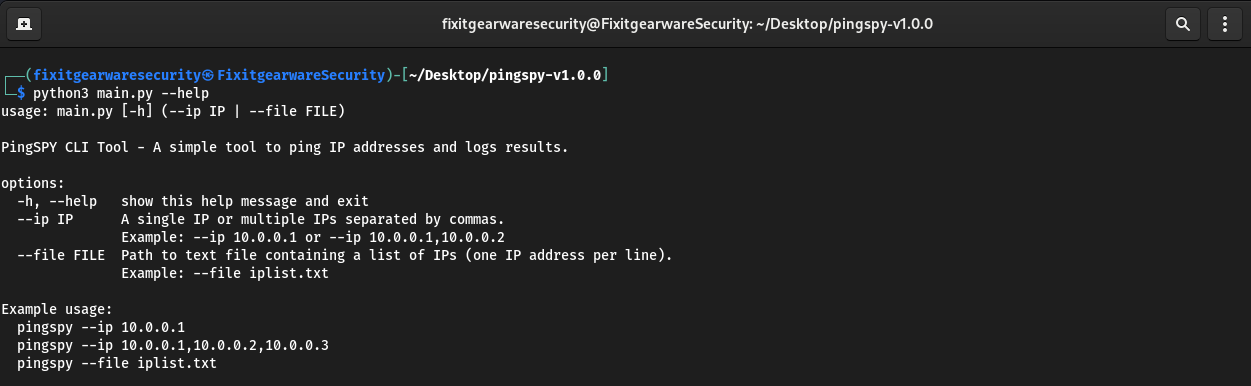 fixitgearwaresecurity@FixitgearwareSecurity: ~/Desktop/pingspy-v1.0.0
┌──(fixitgearwaresecurity㉿FixitgearwareSecurity)-[~/Desktop/pingspy-v1.0.0]
└─$ python3 main.py --help
usage: main.py [-h] (--ip IP | --file FILE)

PingSPY CLI Tool - A simple tool to ping IP addresses and logs results.

options:
  -h, --help   show this help message and exit
  --ip IP      A single IP or multiple IPs separated by commas.
               Example: --ip 10.0.0.1 or --ip 10.0.0.1,10.0.0.2
  --file FILE  Path to text file containing a list of IPs (one IP address per line).
               Example: --file iplist.txt

Example usage:
  pingspy --ip 10.0.0.1
  pingspy --ip 10.0.0.1,10.0.0.2,10.0.0.3
  pingspy --file iplist.txt